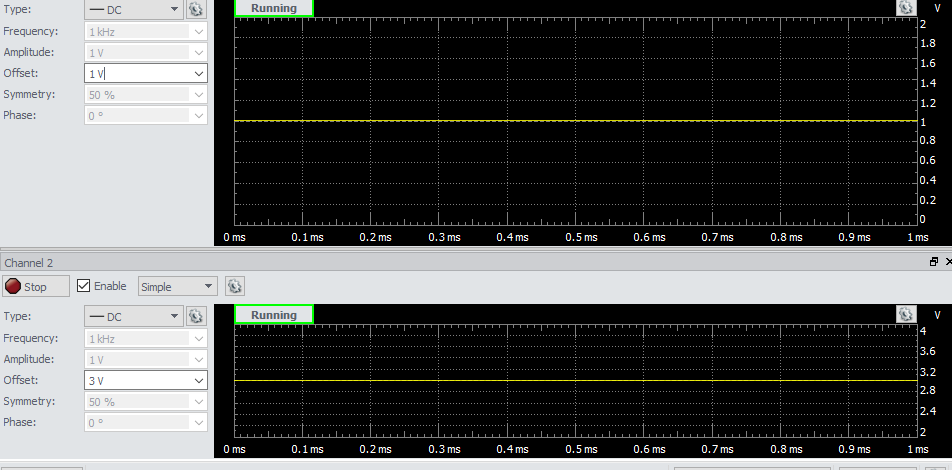 Type: DC Running V
Frequency: 1 kHz
Amplitude: 1 V
Offset: 1 V
Symmetry: 50 %
Phase: 0 °
2
1.8
1.6
1.4
1.2
1
0.8
0.6
0.4
0.2
0
0 ms 0.1 ms 0.2 ms 0.3 ms 0.4 ms 0.5 ms 0.6 ms 0.7 ms 0.8 ms 0.9 ms 1 ms
Channel 2
Stop Enable Simple
Type: DC Running V
Frequency: 1 kHz
Amplitude: 1 V
Offset: 3 V
Symmetry: 50 %
Phase: 0 °
4
3.6
3.2
2.8
2.4
2
0 ms 0.1 ms 0.2 ms 0.3 ms 0.4 ms 0.5 ms 0.6 ms 0.7 ms 0.8 ms 0.9 ms 1 ms